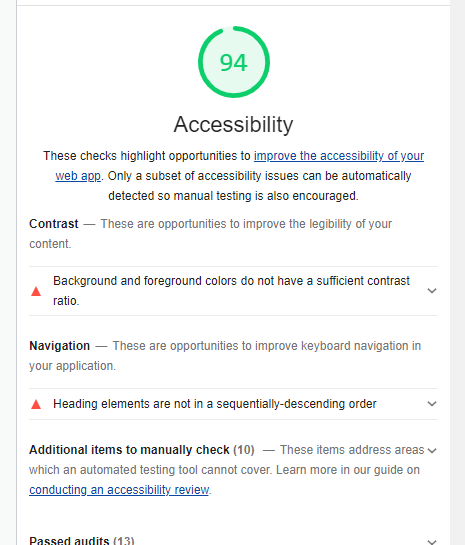 94
Accessibility
These checks highlight opportunities to improve the accessibility of your
web app. Only a subset of accessibility issues can be automatically
detected so manual testing is also encouraged.
Contrast — These are opportunities to improve the legibility of your
content.
Background and foreground colors do not have a sufficient contrast
ratio.
Navigation — These are opportunities to improve keyboard navigation in
your application.
Heading elements are not in a sequentially-descending order
Additional items to manually check (10) — These items address areas
which an automated testing tool cannot cover. Learn more in our guide on
conducting an accessibility review.
Passed audits (13)